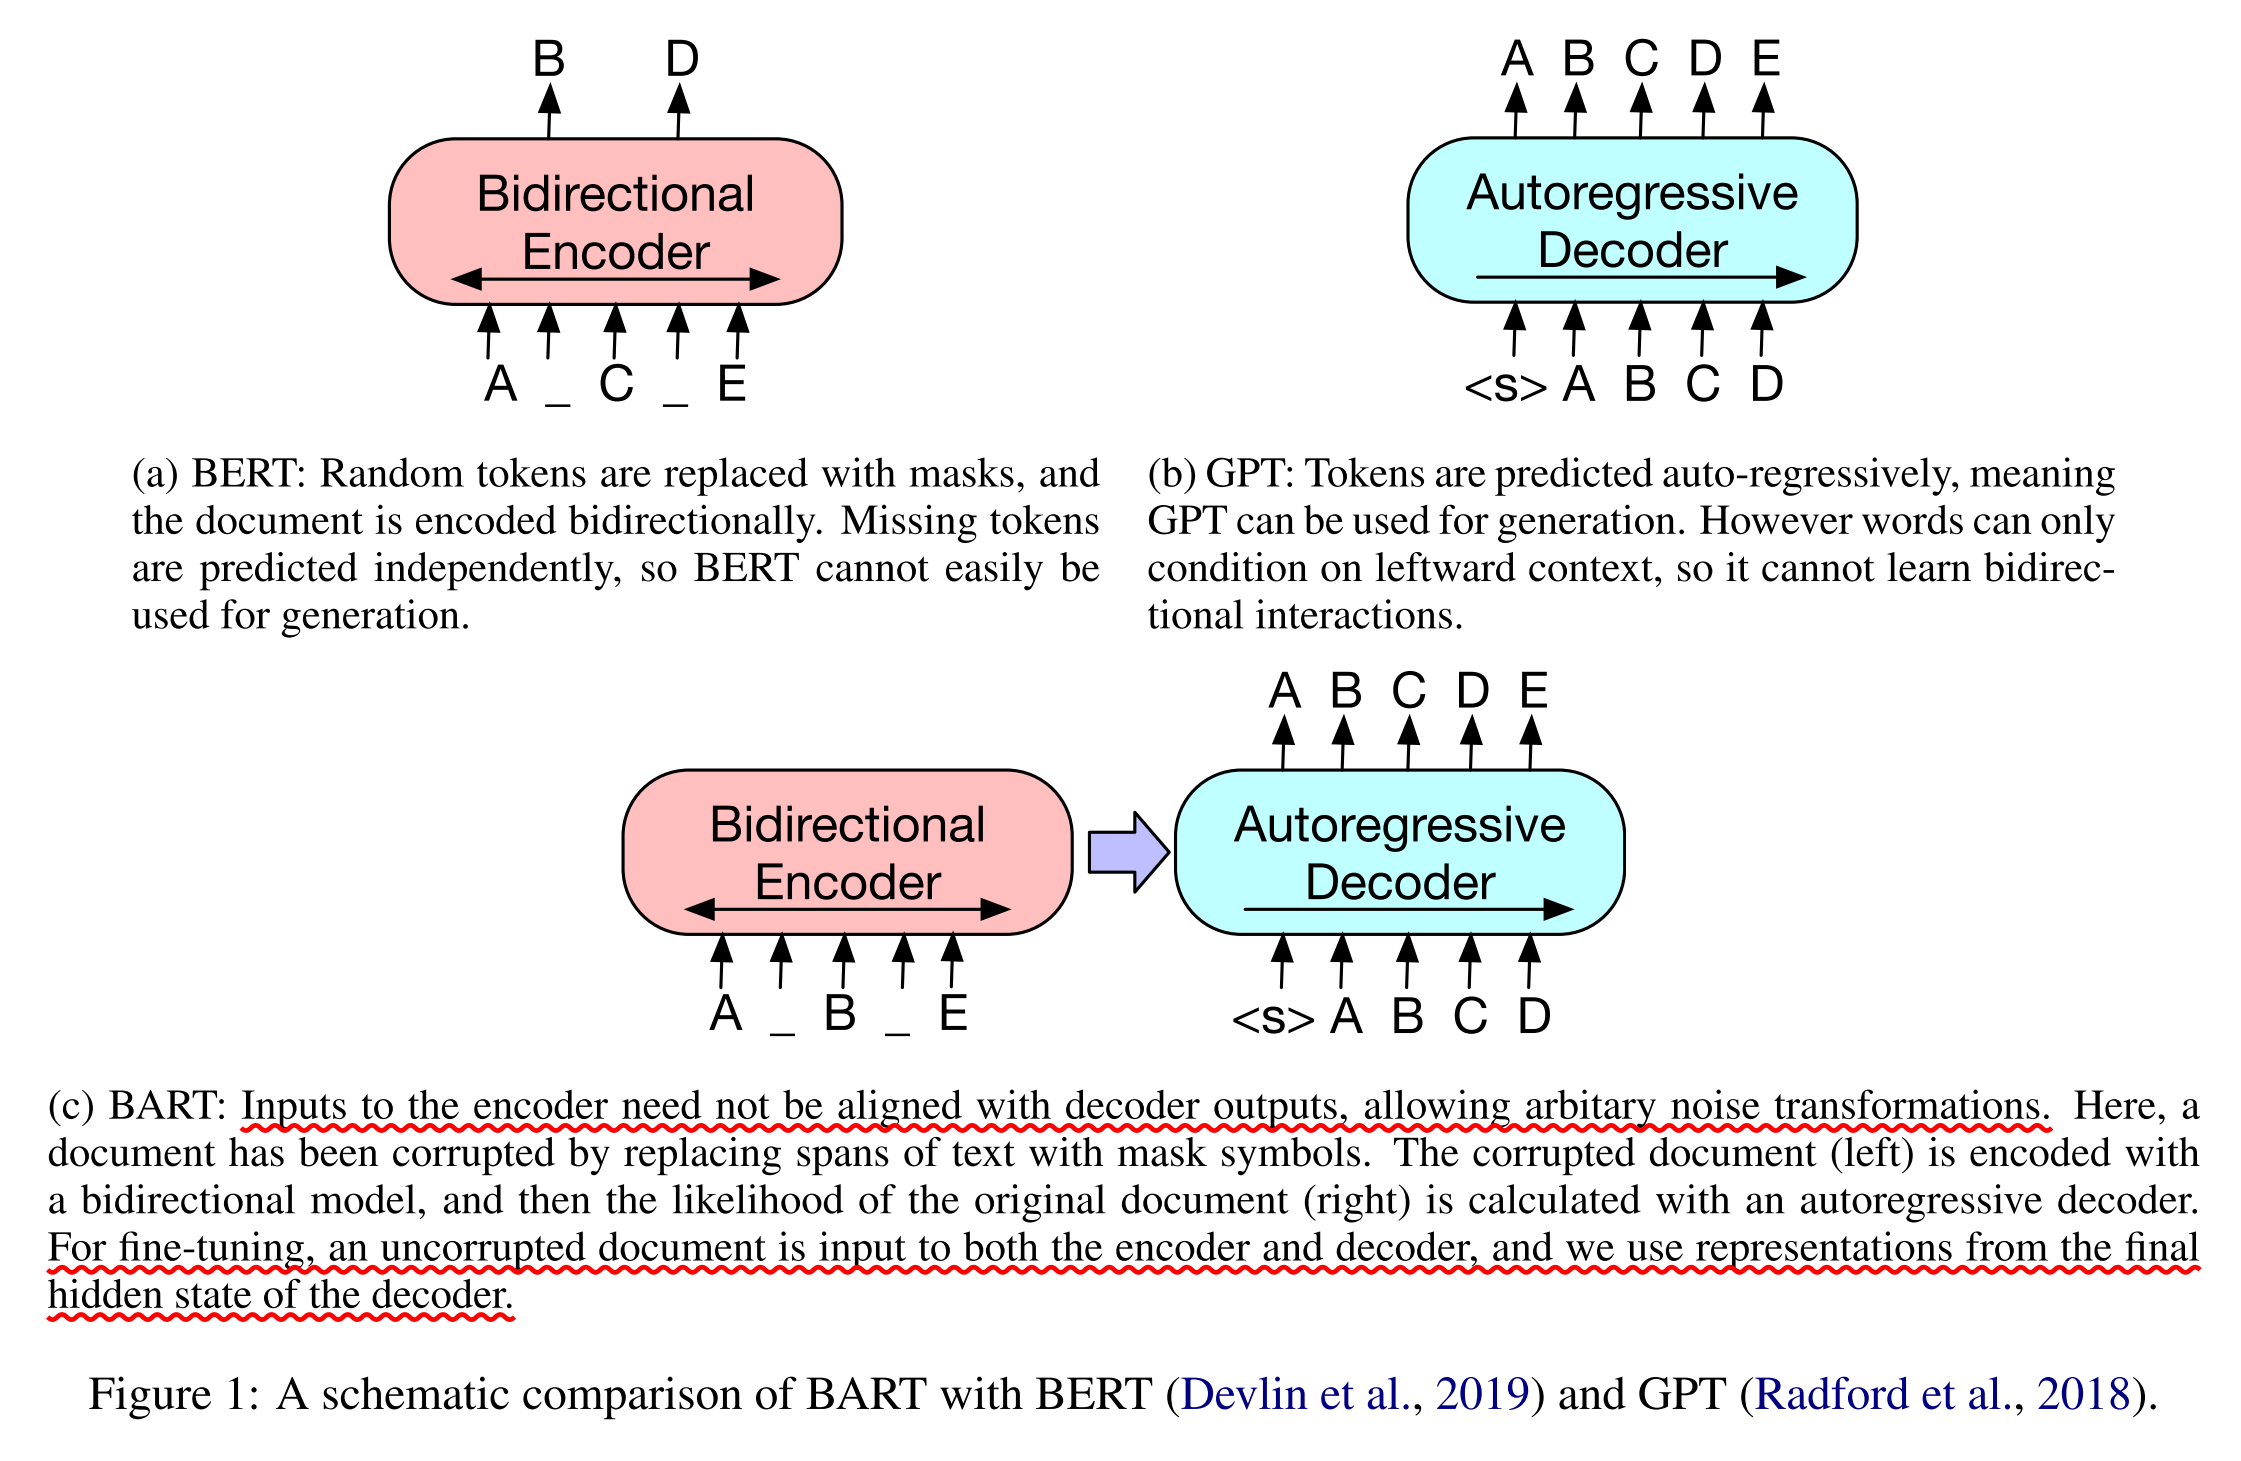 B D
A B C D E
Bidirectional
Encoder
Autoregressive
Decoder
A _ C _ E
<s> A B C D
(a) BERT: Random tokens are replaced with masks, and
the document is encoded bidirectionally. Missing tokens
are predicted independently, so BERT cannot easily be
used for generation.
(b) GPT: Tokens are predicted auto-regressively, meaning
GPT can be used for generation. However words can only
condition on leftward context, so it cannot learn bidirec-
tional interactions.
A B C D E
Bidirectional
Encoder
Autoregressive
Decoder
A _ B _ E
<s> A B C D
(c) BART: Inputs to the encoder need not be aligned with decoder outputs, allowing arbitary noise transformations. Here, a
document has been corrupted by replacing spans of text with mask symbols. The corrupted document (left) is encoded with
a bidirectional model, and then the likelihood of the original document (right) is calculated with an autoregressive decoder.
For fine-tuning, an uncorrupted document is input to both the encoder and decoder, and we use representations from the final
hidden state of the decoder.
Figure 1: A schematic comparison of BART with BERT (Devlin et al., 2019) and GPT (Radford et al., 2018).